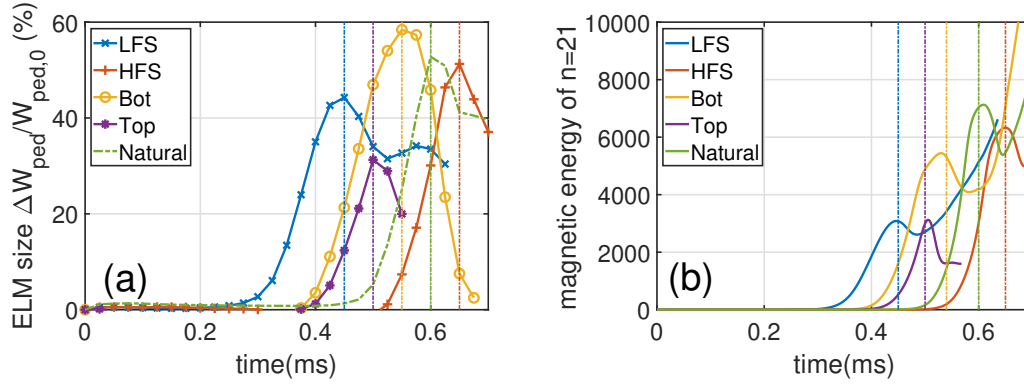 60
40
20
0
0
0.2
0.4
0.6
ELM size ΔW_ped/W_ped,0 (%)
time(ms)
LFS
HFS
Bot
Top
Natural
(a)
10000
8000
6000
4000
2000
0
0
0.2
0.4
0.6
magnetic energy of n=21
time(ms)
LFS
HFS
Bot
Top
Natural
(b)